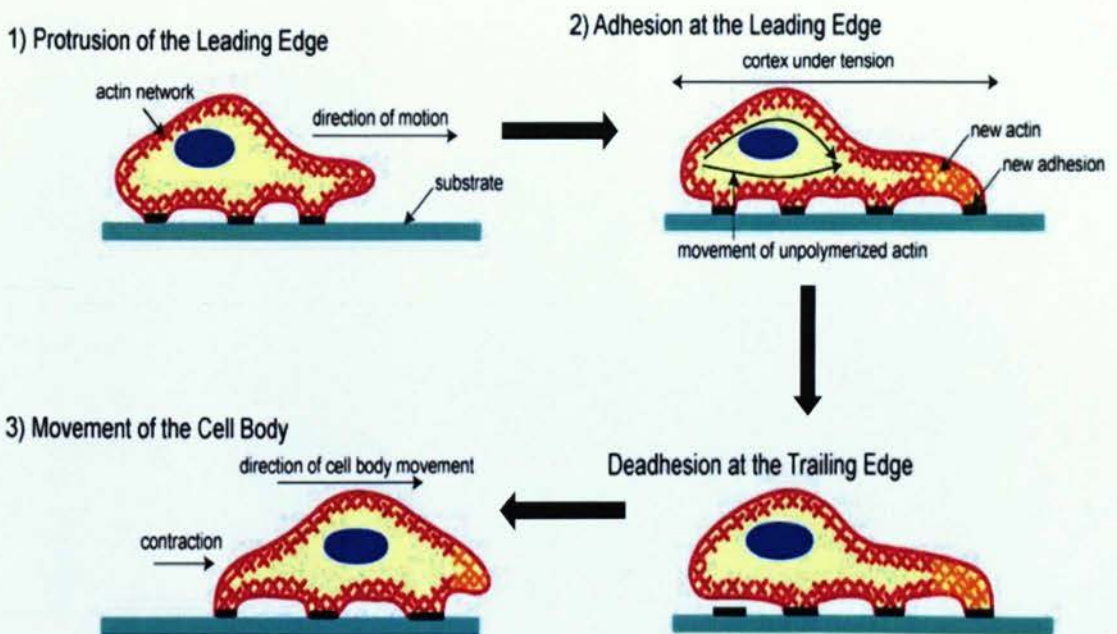 1) Protrusion of the Leading Edge
actin network
direction of motion
substrate
2) Adhesion at the Leading Edge
cortex under tension
new actin
new adhesion
movement of unpolymerized actin
Deadhesion at the Trailing Edge
3) Movement of the Cell Body
direction of cell body movement
contraction